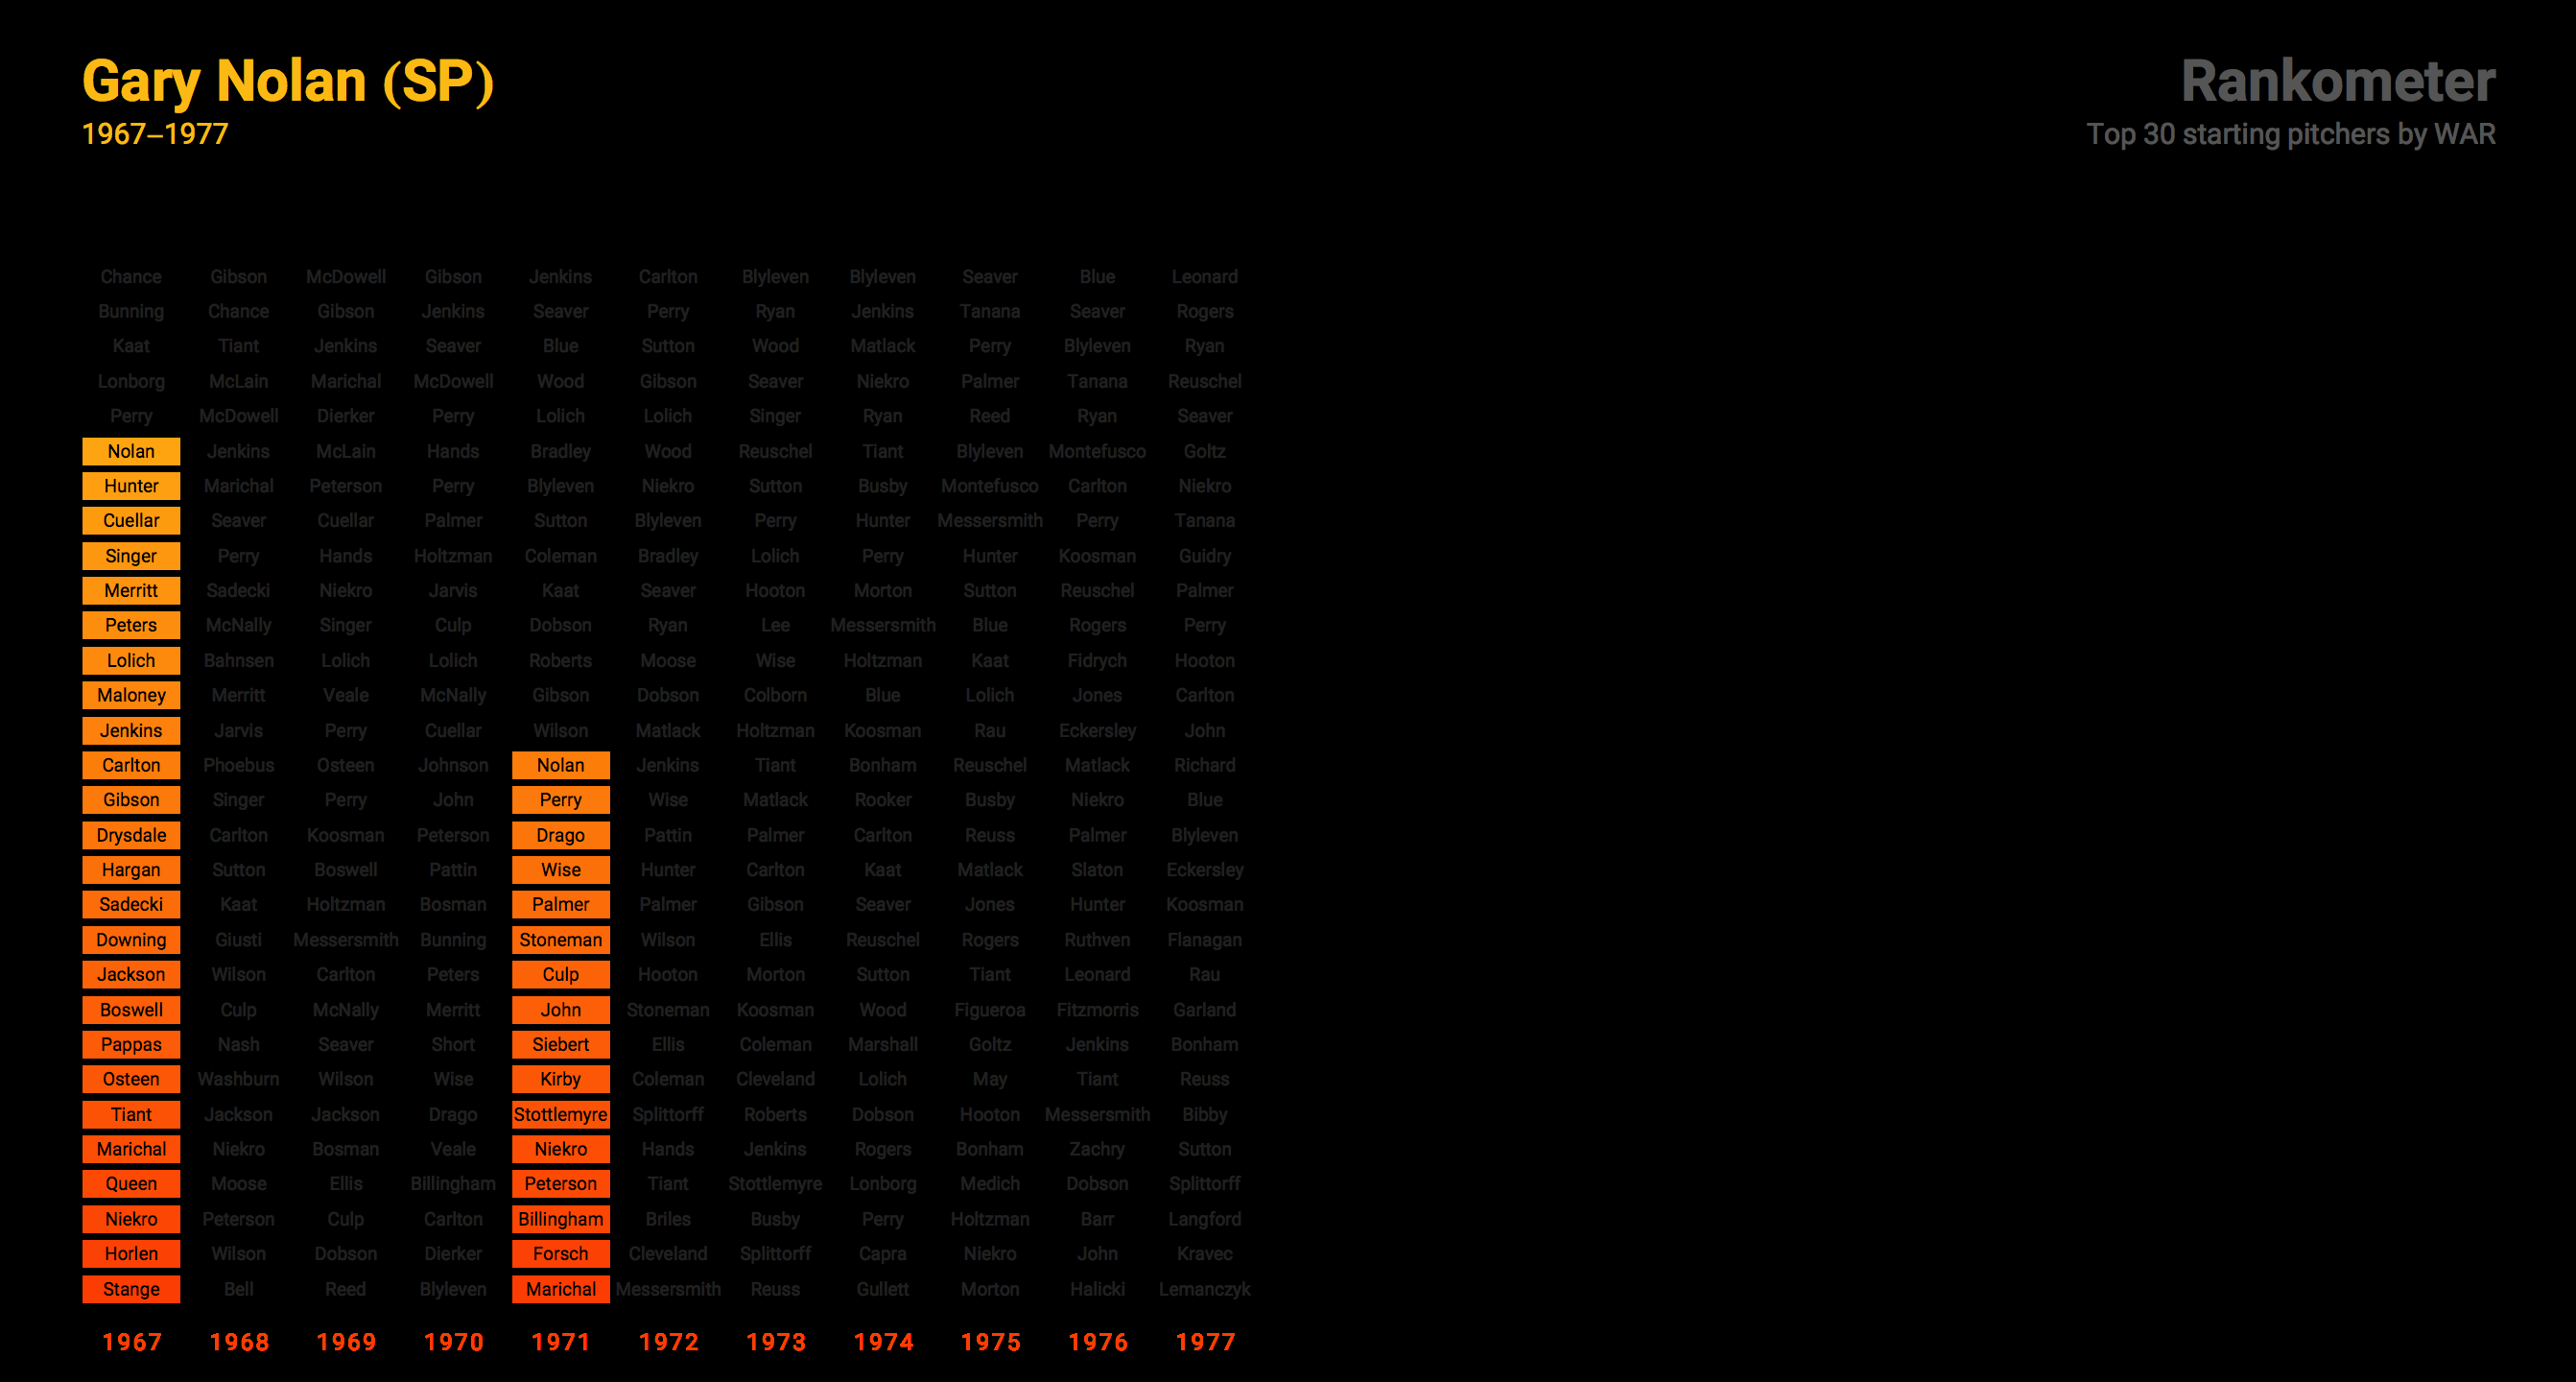 Gary Nolan (SP)
1967–1977
Rankometer
Top 30 starting pitchers by WAR
Chance Gibson McDowell Gibson Jenkins Carlton Blyleven Blyleven Seaver Blue Leonard
Bunning Chance Gibson Jenkins Seaver Perry Ryan Jenkins Tanana Seaver Rogers
Kaat Tiant Jenkins Seaver Blue Sutton Wood Matlack Perry Blyleven Ryan
Lonborg McLain Marichal McDowell Wood Gibson Seaver Niekro Palmer Tanana Reuschel
Perry McDowell Dierker Perry Lolich Lolich Singer Ryan Reed Ryan Seaver
Nolan Jenkins McLain Hands Bradley Wood Reuschel Tiant Blyleven Montefusco Goltz
Hunter Marichal Peterson Perry Blyleven Niekro Sutton Busby Montefusco Carlton Niekro
Cuellar Seaver Cuellar Palmer Sutton Blyleven Perry Hunter Messersmith Perry Tanana
Singer Perry Hands Holtzman Coleman Bradley Lolich Perry Hunter Koosman Guidry
Merritt Sadecki Niekro Jarvis Kaat Seaver Hooton Morton Sutton Reuschel Palmer
Peters McNally Singer Culp Dobson Ryan Lee Messersmith Blue Rogers Perry
Lolich Bahnsen Lolich Lolich Roberts Moose Wise Holtzman Kaat Fidrych Hooton
Maloney Merritt Veale McNally Gibson Dobson Colborn Blue Lolich Jones Carlton
Jenkins Jarvis Perry Cuellar Wilson Matlack Holtzman Koosman Rau Eckersley John
Carlton Phoebus Osteen Johnson Nolan Jenkins Tiant Bonham Reuschel Matlack Richard
Gibson Singer Perry John Perry Wise Matlack Rooker Busby Niekro Blue
Drysdale Carlton Koosman Peterson Drago Pattin Palmer Carlton Reuss Palmer Blyleven
Hargan Sutton Boswell Pattin Wise Hunter Carlton Kaat Matlack Slaton Eckersley
Sadecki Kaat Holtzman Bosman Palmer Palmer Gibson Seaver Jones Hunter Koosman
Downing Giusti Messersmith Bunning Stoneman Wilson Ellis Reuschel Rogers Ruthven Flanagan
Jackson Wilson Carlton Peters Culp Hooton Morton Sutton Tiant Leonard Rau
Boswell Culp McNally Merritt John Stoneman Koosman Wood Figueroa Fitzmorris Garland
Pappas Nash Seaver Short Siebert Ellis Coleman Marshall Goltz Jenkins Bonham
Osteen Washburn Wilson Wise Kirby Coleman Cleveland Lolich May Tiant Reuss
Tiant Jackson Jackson Drago Stottlemyre Splittorff Roberts Dobson Hooton Messersmith Bibby
Marichal Niekro Bosman Veale Niekro Hands Jenkins Rogers Bonham Zachry Sutton
Queen Moose Ellis Billingham Peterson Tiant Stottlemyre Lonborg Medich Dobson Splittorff
Niekro Peterson Culp Carlton Billingham Briles Busby Perry Holtzman Barr Langford
Horlen Wilson Dobson Dierker Forsch Cleveland Splittorff Capra Niekro John Kravec
Stange Bell Reed Blyleven Marichal Messersmith Reuss Gullett Morton Halicki Lemanczyk
1967 1968 1969 1970 1971 1972 1973 1974 1975 1976 1977